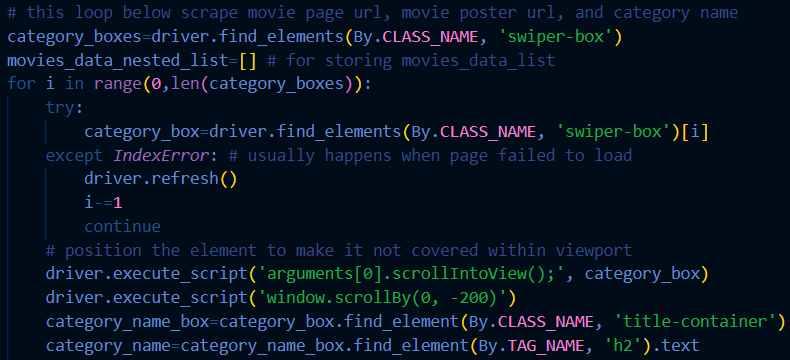 # this loop below scrape movie page url, movie poster url, and category name
category_boxes=driver.find_elements(By.CLASS_NAME, 'swiper-box')
movies_data_nested_list=[] # for storing movies_data_list
for i in range(0,len(category_boxes)):
    try:
        category_box=driver.find_elements(By.CLASS_NAME, 'swiper-box')[i]
    except IndexError: # usually happens when page failed to load
        driver.refresh()
        i-=1
        continue
    # position the element to make it not covered within viewport
    driver.execute_script('arguments[0].scrollIntoView();', category_box)
    driver.execute_script('window.scrollBy(0, -200)')
    category_name_box=category_box.find_element(By.CLASS_NAME, 'title-container')
    category_name=category_name_box.find_element(By.TAG_NAME, 'h2').text